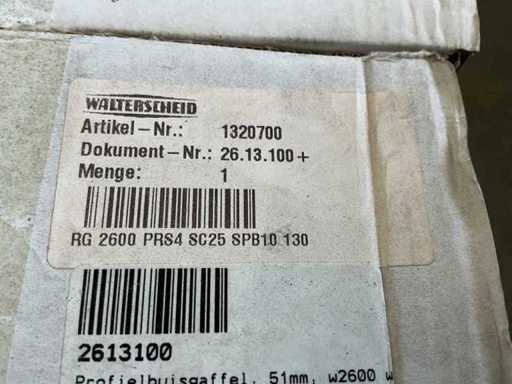 WALTERSCHEID
Artikel-Nr.: 1320700
Dokument-Nr.: 26.13.100+
Menge: 1
RG 2600 PRS4 SC25 SPB10 130
2613100
Profielbuisgaffel, 51mm, w2600 w